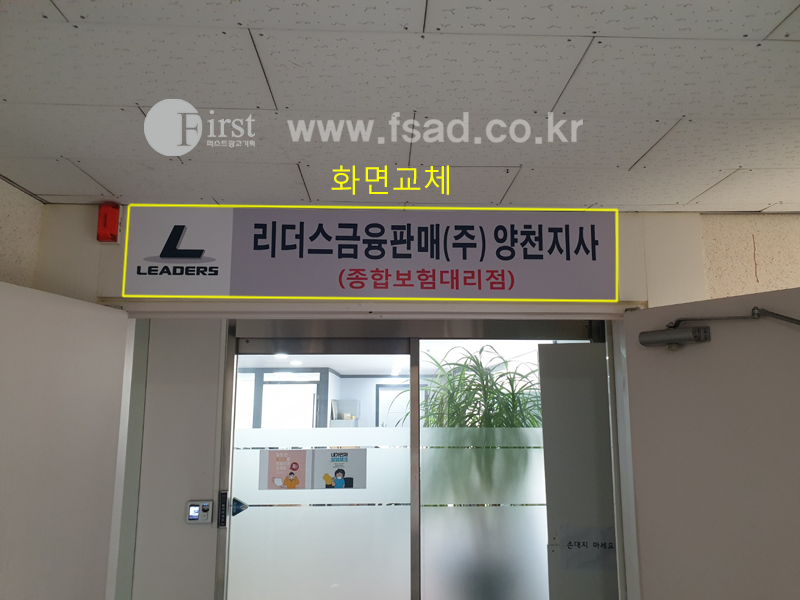 First
퍼스트광고기획
www.fsad.co.kr
화면교체
L
LEADERS
리더스금융판매(주) 양천지사
(종합보험대리점)
손대지 마세요